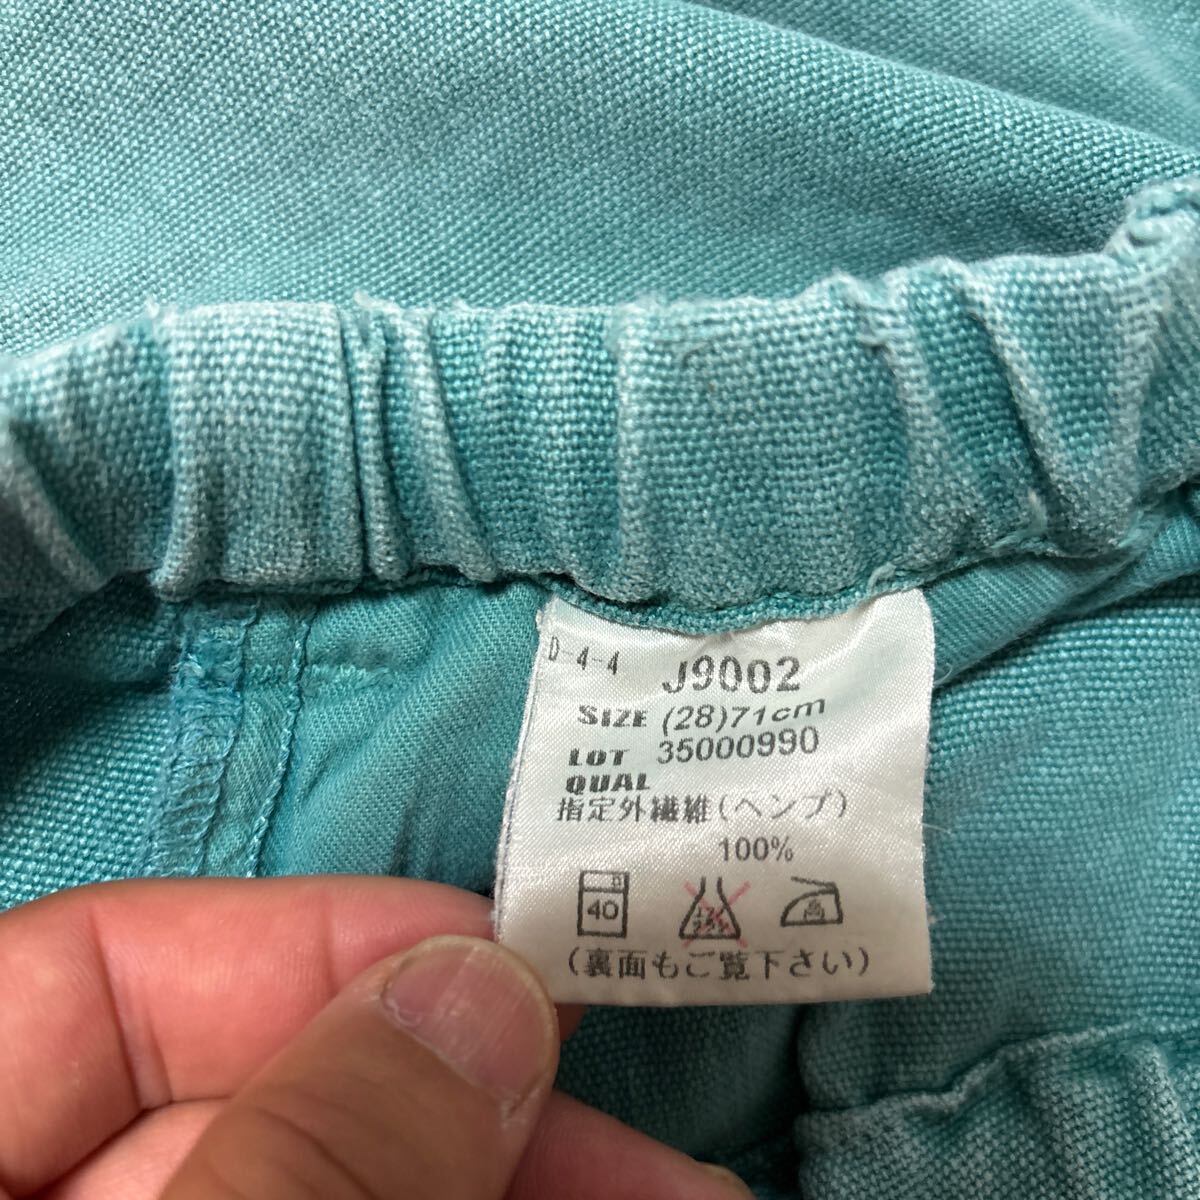 D-4-4 J9002
SIZE (28)71cm
LOT 35000990
QUAL
指定外繊維(ヘンプ)
100%
40 高
(裏面もご覧下さい)